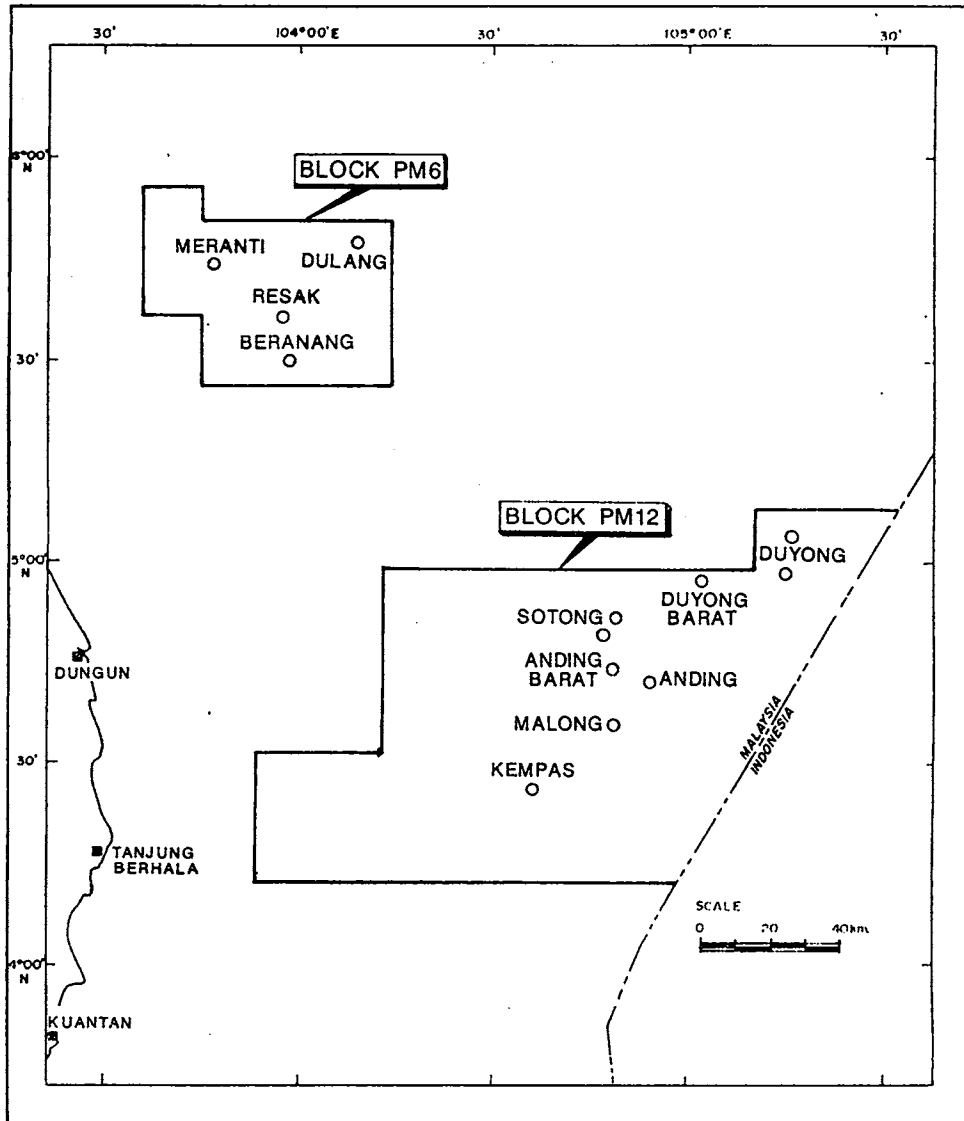 30'
104°00'E
30'
105°00'E
30'
6°00'
N
BLOCK PM6
MERANTI
DULANG
RESAK
BERANANG
30'
BLOCK PM12
5°00'
N
DUYONG
DUYONG
BARAT
SOTONG
ANDING
BARAT
ANDING
DUNGUN
MALONG
MALAYSIA
INDONESIA
30'
KEMPAS
TANJUNG
BERHALA
SCALE
0 20 40km
4°00'
N
KUANTAN